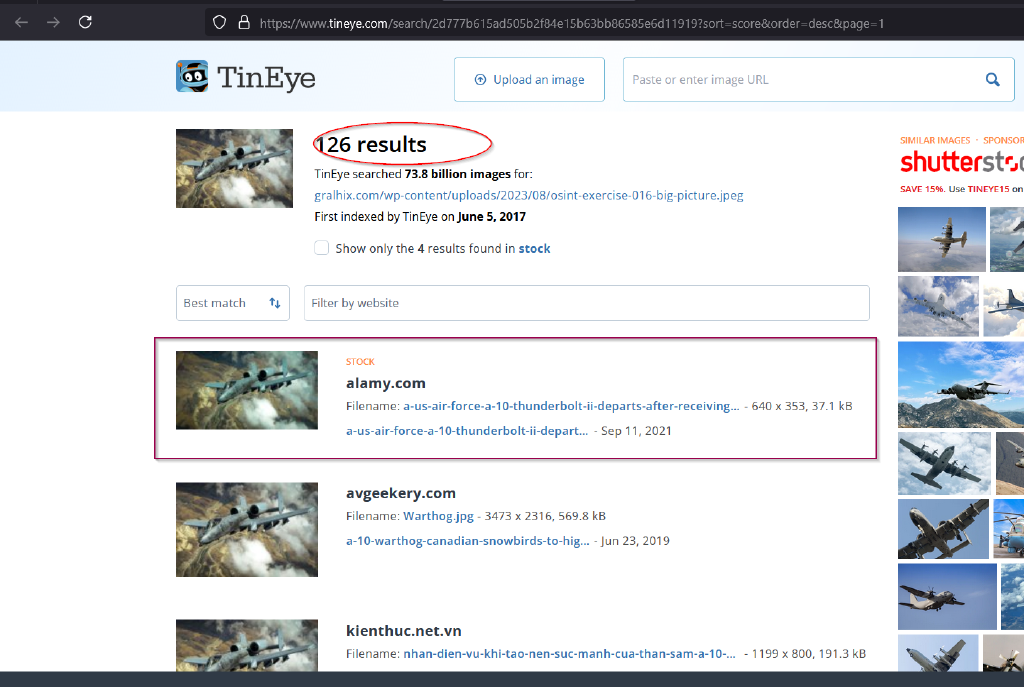 https://www.tineye.com/search/2d777b615ad505b2f84e15b63bb86585e6d11919?sort=score&order=desc&page=1
TinEye
Upload an image
Paste or enter image URL
126 results
TinEye searched 73.8 billion images for:
gralhix.com/wp-content/uploads/2023/08/osint-exercise-016-big-picture.jpeg
First indexed by TinEye on June 5, 2017
Show only the 4 results found in stock
SIMILAR IMAGES · SPONSOR
shutterstoc
SAVE 15%. Use TINEYE15 on
Best match
Filter by website
STOCK
alamy.com
Filename: a-us-air-force-a-10-thunderbolt-ii-departs-after-receiving... - 640 x 353, 37.1 kB
a-us-air-force-a-10-thunderbolt-ii-depart... - Sep 11, 2021
avgeekery.com
Filename: Warthog.jpg - 3473 x 2316, 569.8 kB
a-10-warthog-canadian-snowbirds-to-hig... - Jun 23, 2019
kienthuc.net.vn
Filename: nhan-dien-vu-khi-tao-nen-suc-manh-cua-than-sam-a-10-... - 1199 x 800, 191.3 kB